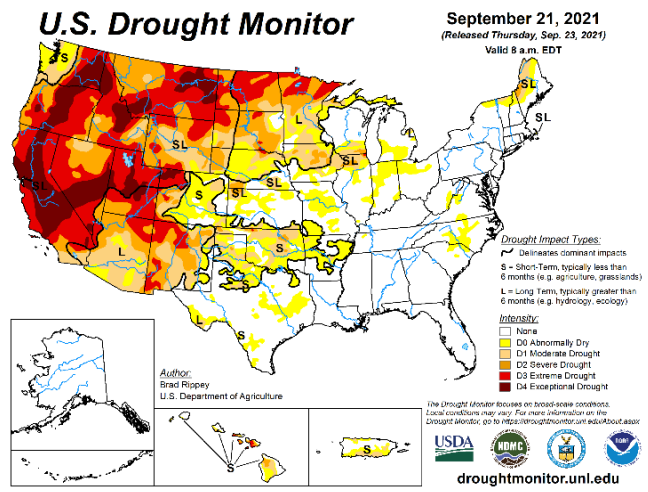 U.S. Drought Monitor
September 21, 2021
(Released Thursday, Sep. 23, 2021)
Valid 8 a.m. EDT
S
L
SL
SL
SL
SL
SL
SL
SL
S
S
L
S
L
S
Drought Impact Types:
Delineates dominant impacts
S = Short-Term, typically less than
6 months (e.g. agriculture, grasslands)
L = Long Term, typically greater than
6 months (e.g. hydrology, ecology)
Intensity:
None
D0 Abnormally Dry
D1 Moderate Drought
D2 Severe Drought
D3 Extreme Drought
D4 Exceptional Drought
Author:
Brad Rippey
U.S. Department of Agriculture
S
S
The Drought Monitor focuses on broad-scale conditions.
Local conditions may vary. For more information on the
Drought Monitor, go to https://droughtmonitor.unl.edu/About.aspx
USDA
NDMC
NOAA
droughtmonitor.unl.edu